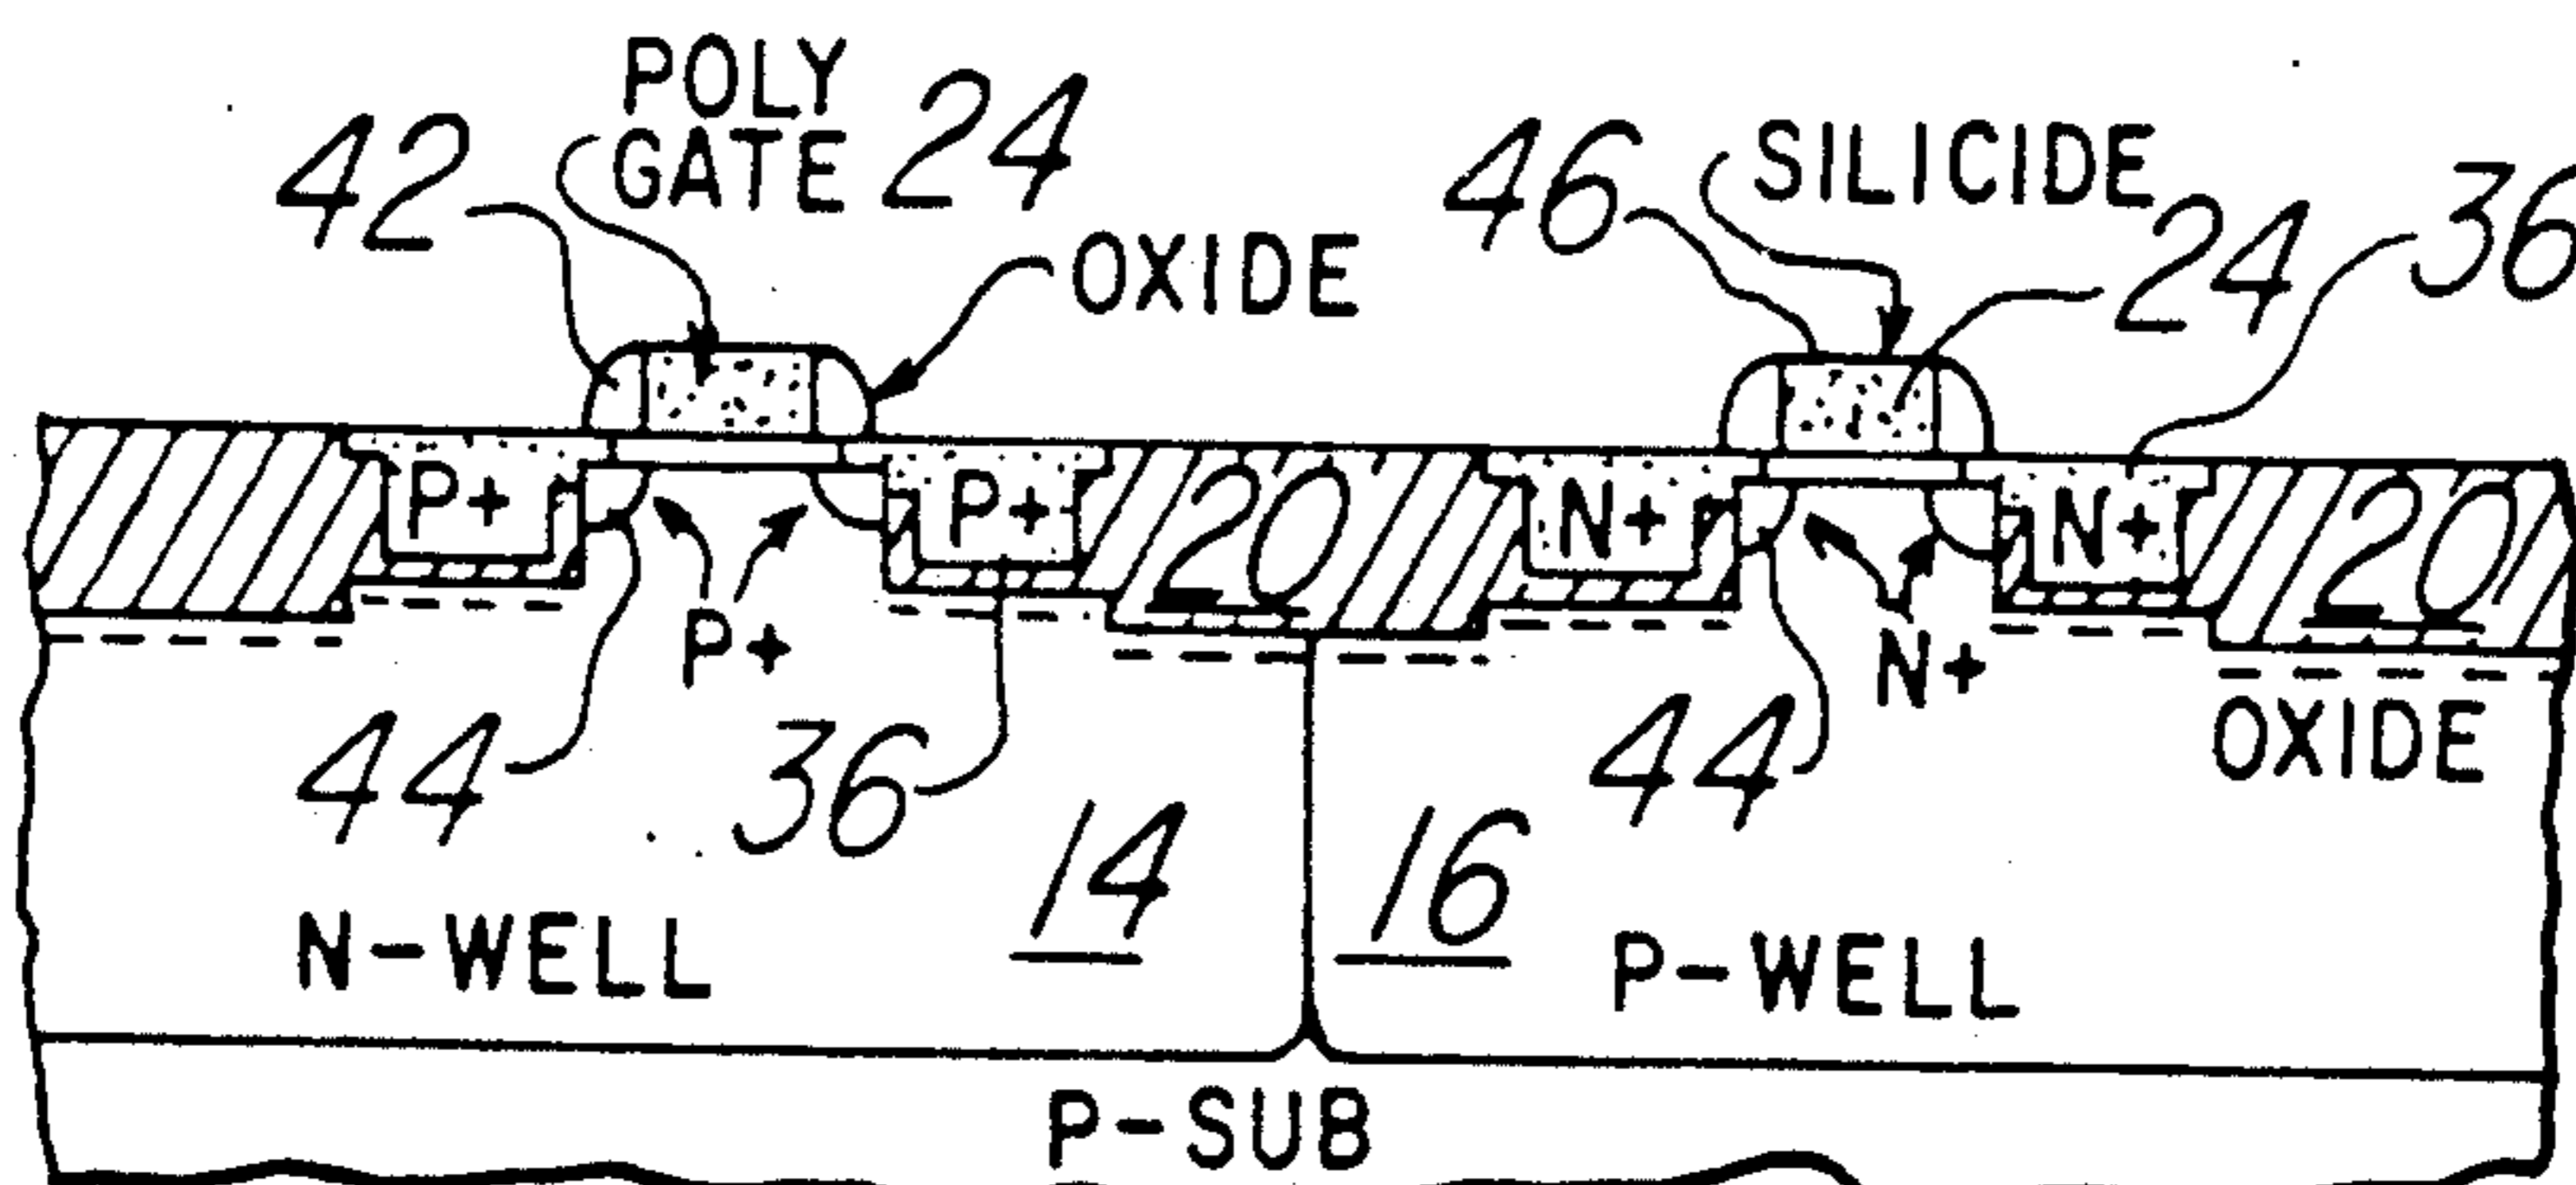 POLY
GATE 24
42
OXIDE
46
SILICIDE
24
36
P+
P+
20
N+
N+
20
P+
N+
44
36
44
OXIDE
14
16
N-WELL
P-WELL
P-SUB